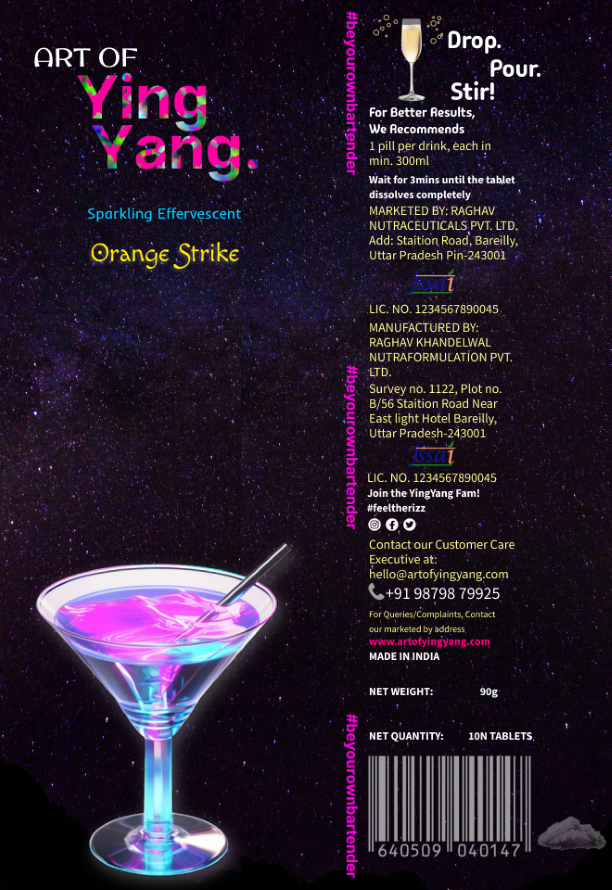 ART OF
Ying
Yang.
Sparkling Effervescent
Orange Strike
#beyourownbartender
#beyourownbartender
#beyourownbartender
Drop.
Pour.
Stir!
For Better Results,
We Recommends
1 pill per drink, each in
min. 300ml
Wait for 3mins until the tablet
dissolves completely
MARKETED BY: RAGHAV
NUTRACEUTICALS PVT. LTD.
Add: Staition Road, Bareilly,
Uttar Pradesh Pin-243001
fssai
LIC. NO. 1234567890045
MANUFACTURED BY:
RAGHAV KHANDELWAL
NUTRAFORMULATION PVT.
LTD.
Survey no. 1122, Plot no.
B/56 Staition Road Near
East light Hotel Bareilly,
Uttar Pradesh-243001
fssai
LIC. NO. 1234567890045
Join the YingYang Fam!
#feeltherizz
Contact our Customer Care
Executive at:
hello@artofyingyang.com
+91 98798 79925
For Queries/Complaints, Contact
our marketed by address
www.artofyingyang.com
MADE IN INDIA
NET WEIGHT: 90g
NET QUANTITY: 10N TABLETS
640509 040147